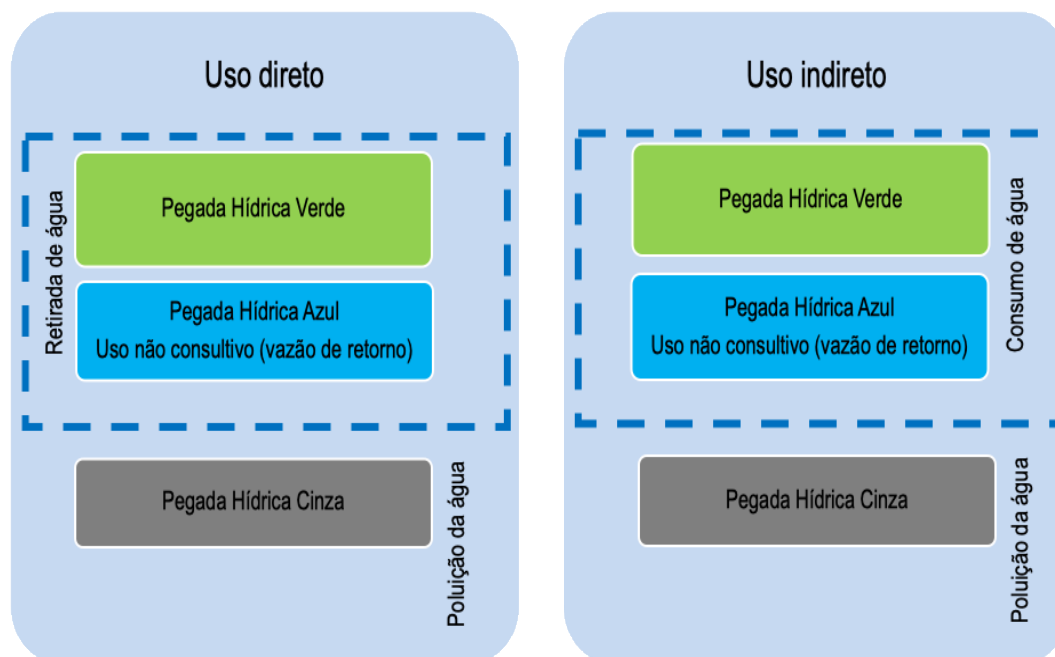 Uso direto
Retirada de água
Pegada Hídrica Verde
Pegada Hídrica Azul
Uso não consultivo (vazão de retorno)
Pegada Hídrica Cinza
Poluição da água
Uso indireto
Pegada Hídrica Verde
Pegada Hídrica Azul
Uso não consultivo (vazão de retorno)
Consumo de água
Pegada Hídrica Cinza
Poluição da água